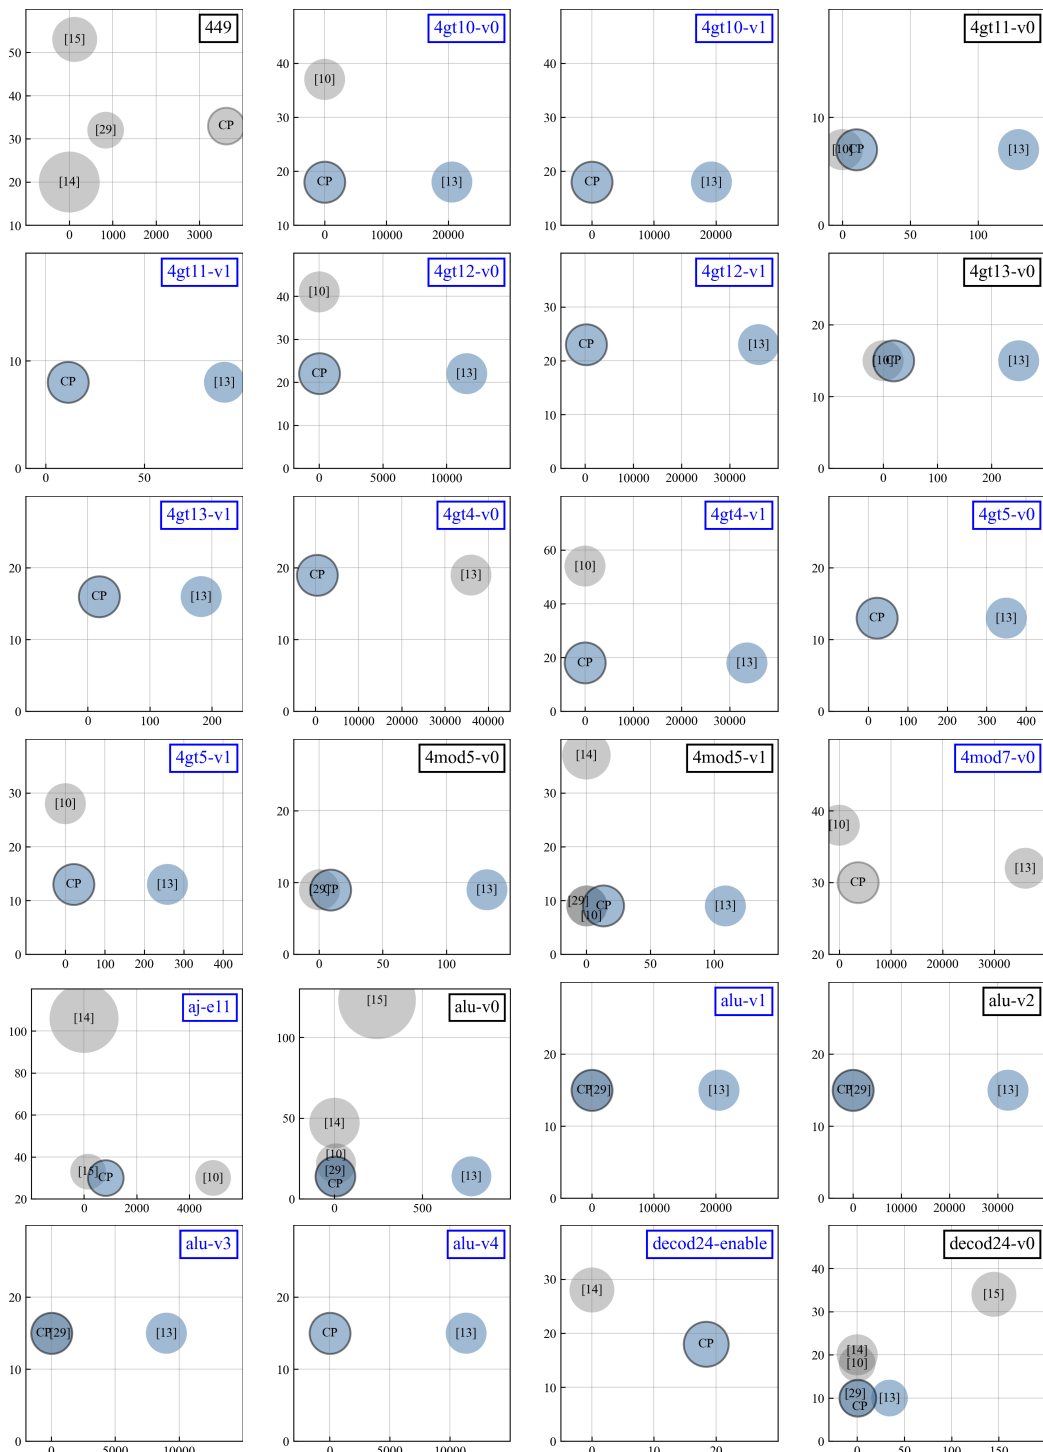 449
50
40
30
20
10
[15]
[29]
CP
[14]
0 1000 2000 3000
4gt10-v0
40
30
20
10
[10]
CP
[13]
0 10000 20000
4gt10-v1
40
30
20
10
CP
[13]
0 10000 20000
4gt11-v0
10
0
[10]
CP
[13]
0 50 100
4gt11-v1
10
0
CP
[13]
0 50
4gt12-v0
40
30
20
10
0
[10]
CP
[13]
0 5000 10000
4gt12-v1
30
20
10
0
CP
[13]
0 10000 20000 30000
4gt13-v0
20
10
0
[10]
CP
[13]
0 100 200
4gt13-v1
20
10
0
CP
[13]
0 100 200
4gt4-v0
20
10
0
CP
[13]
0 10000 20000 30000 40000
4gt4-v1
60
40
20
0
[10]
CP
[13]
0 10000 20000 30000
4gt5-v0
20
10
0
CP
[13]
0 100 200 300 400
4gt5-v1
30
20
10
0
[10]
CP
[13]
0 100 200 300 400
4mod5-v0
20
10
0
[29]
CP
[13]
0 50 100
4mod5-v1
30
20
10
0
[14]
[29]
CP
[10]
[13]
0 50 100
4mod7-v0
40
30
20
[10]
CP
[13]
0 10000 20000 30000
aj-e11
100
80
60
40
20
[14]
[15]
CP
[10]
0 2000 4000
alu-v0
100
50
0
[15]
[14]
[10]
[29]
CP
[13]
0 500
alu-v1
20
10
0
CP
[29]
[13]
0 10000 20000
alu-v2
20
10
0
CP
[29]
[13]
0 10000 20000 30000
alu-v3
20
10
0
CP
[29]
[13]
0 5000 10000
alu-v4
20
10
0
CP
[13]
0 5000 10000
decod24-enable
30
20
10
0
[14]
CP
0 10 20
decod24-v0
40
30
20
10
0
[15]
[14]
[10]
[29]
CP
[13]
0 50 100 150